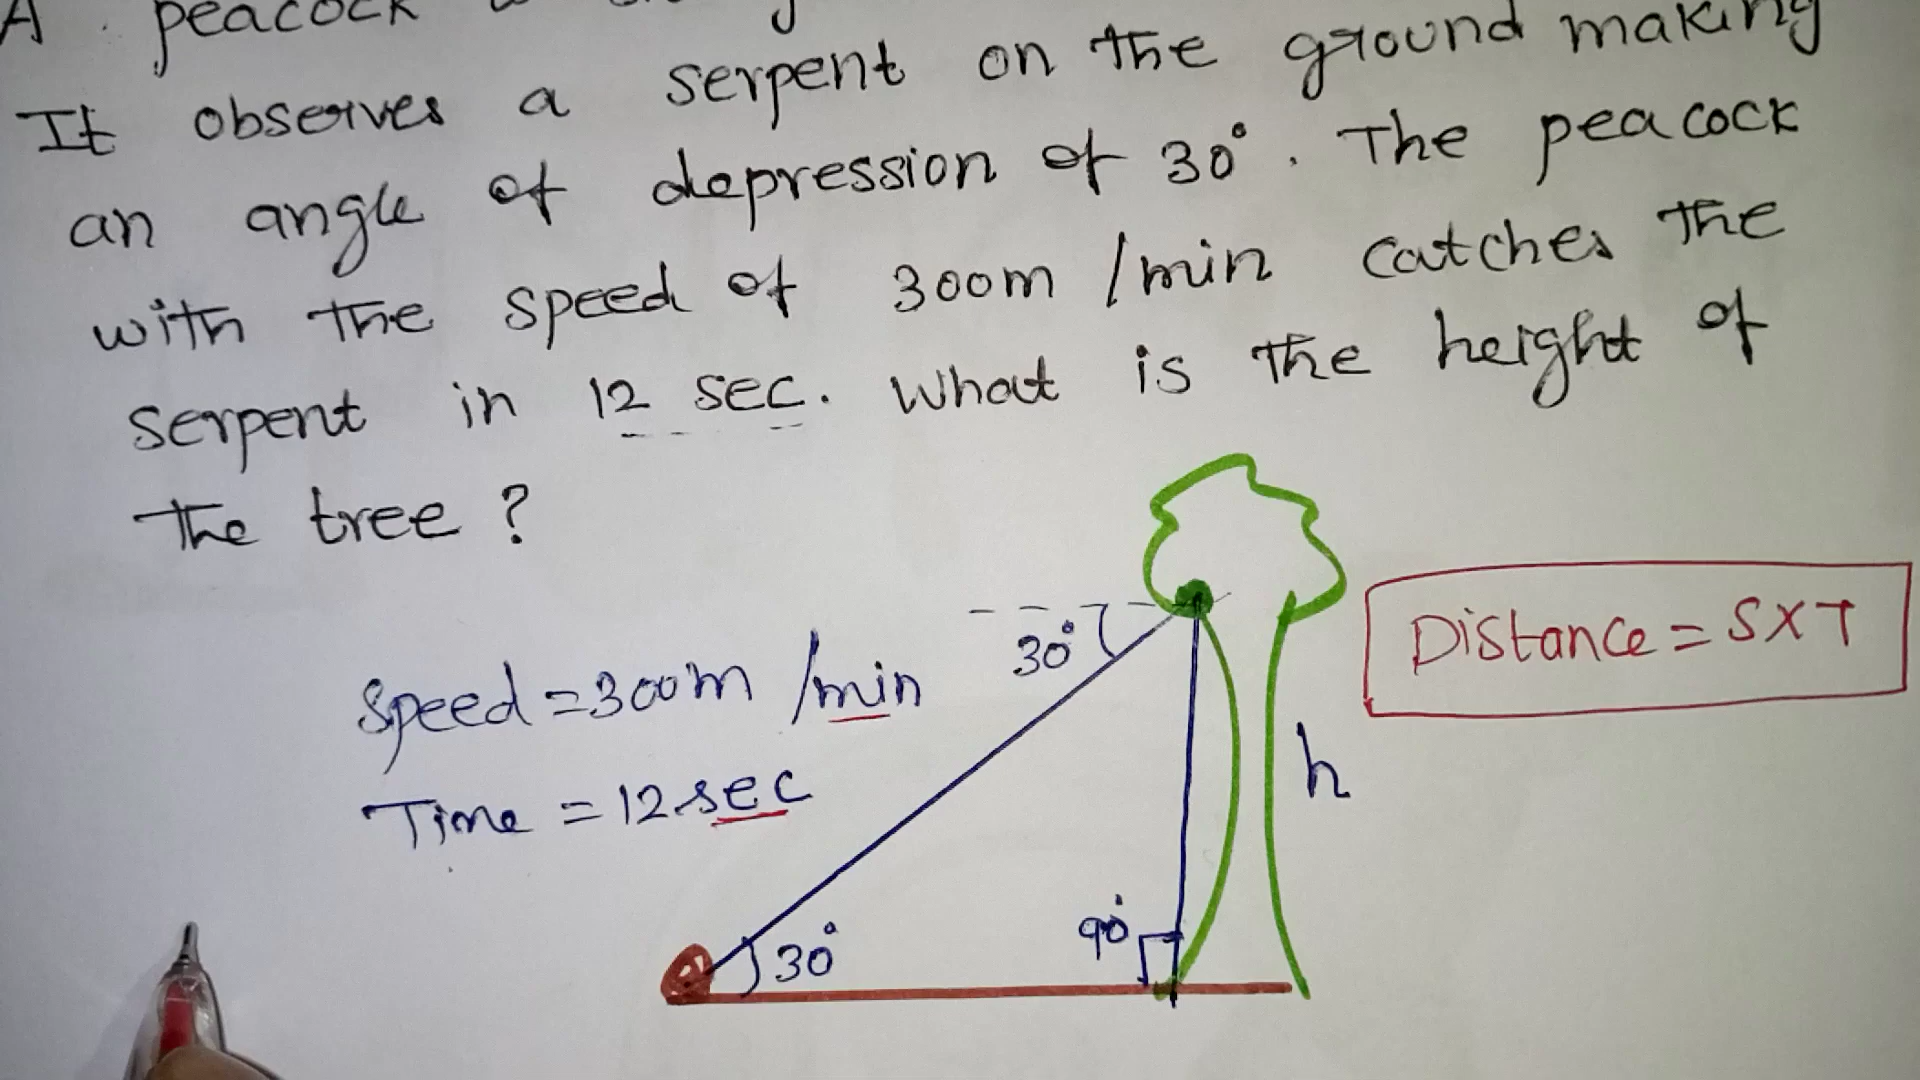 A peacock
It observes a serpent on the ground making
an angle of depression of 30°. The peacock
with the speed of 300m /min catches the
serpent in 12 sec. What is the height of
the tree ?
Distance = S X T
30°
Speed = 300m /min
h
Time = 12 sec
90°
30°